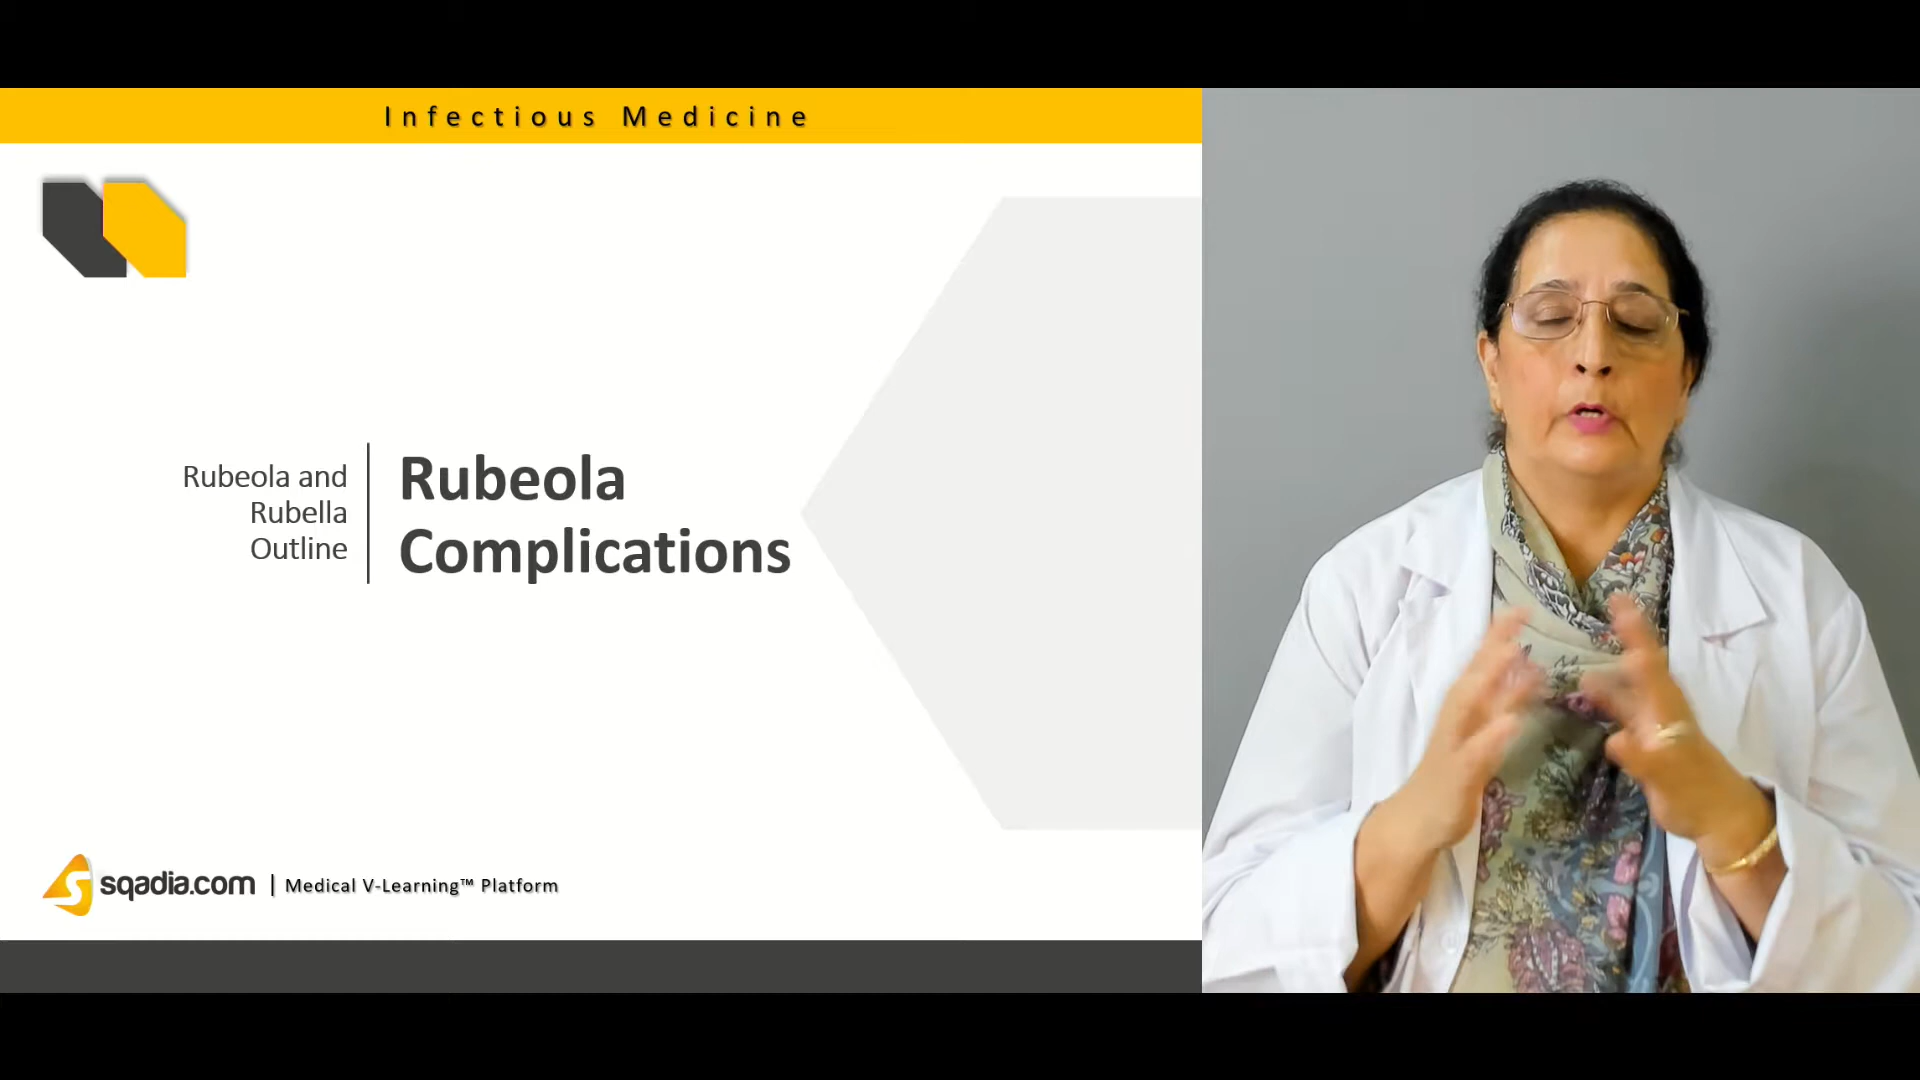 Infectious Medicine
Rubeola and
Rubella
Outline
Rubeola
Complications
sqadia.com | Medical V-Learning™ Platform